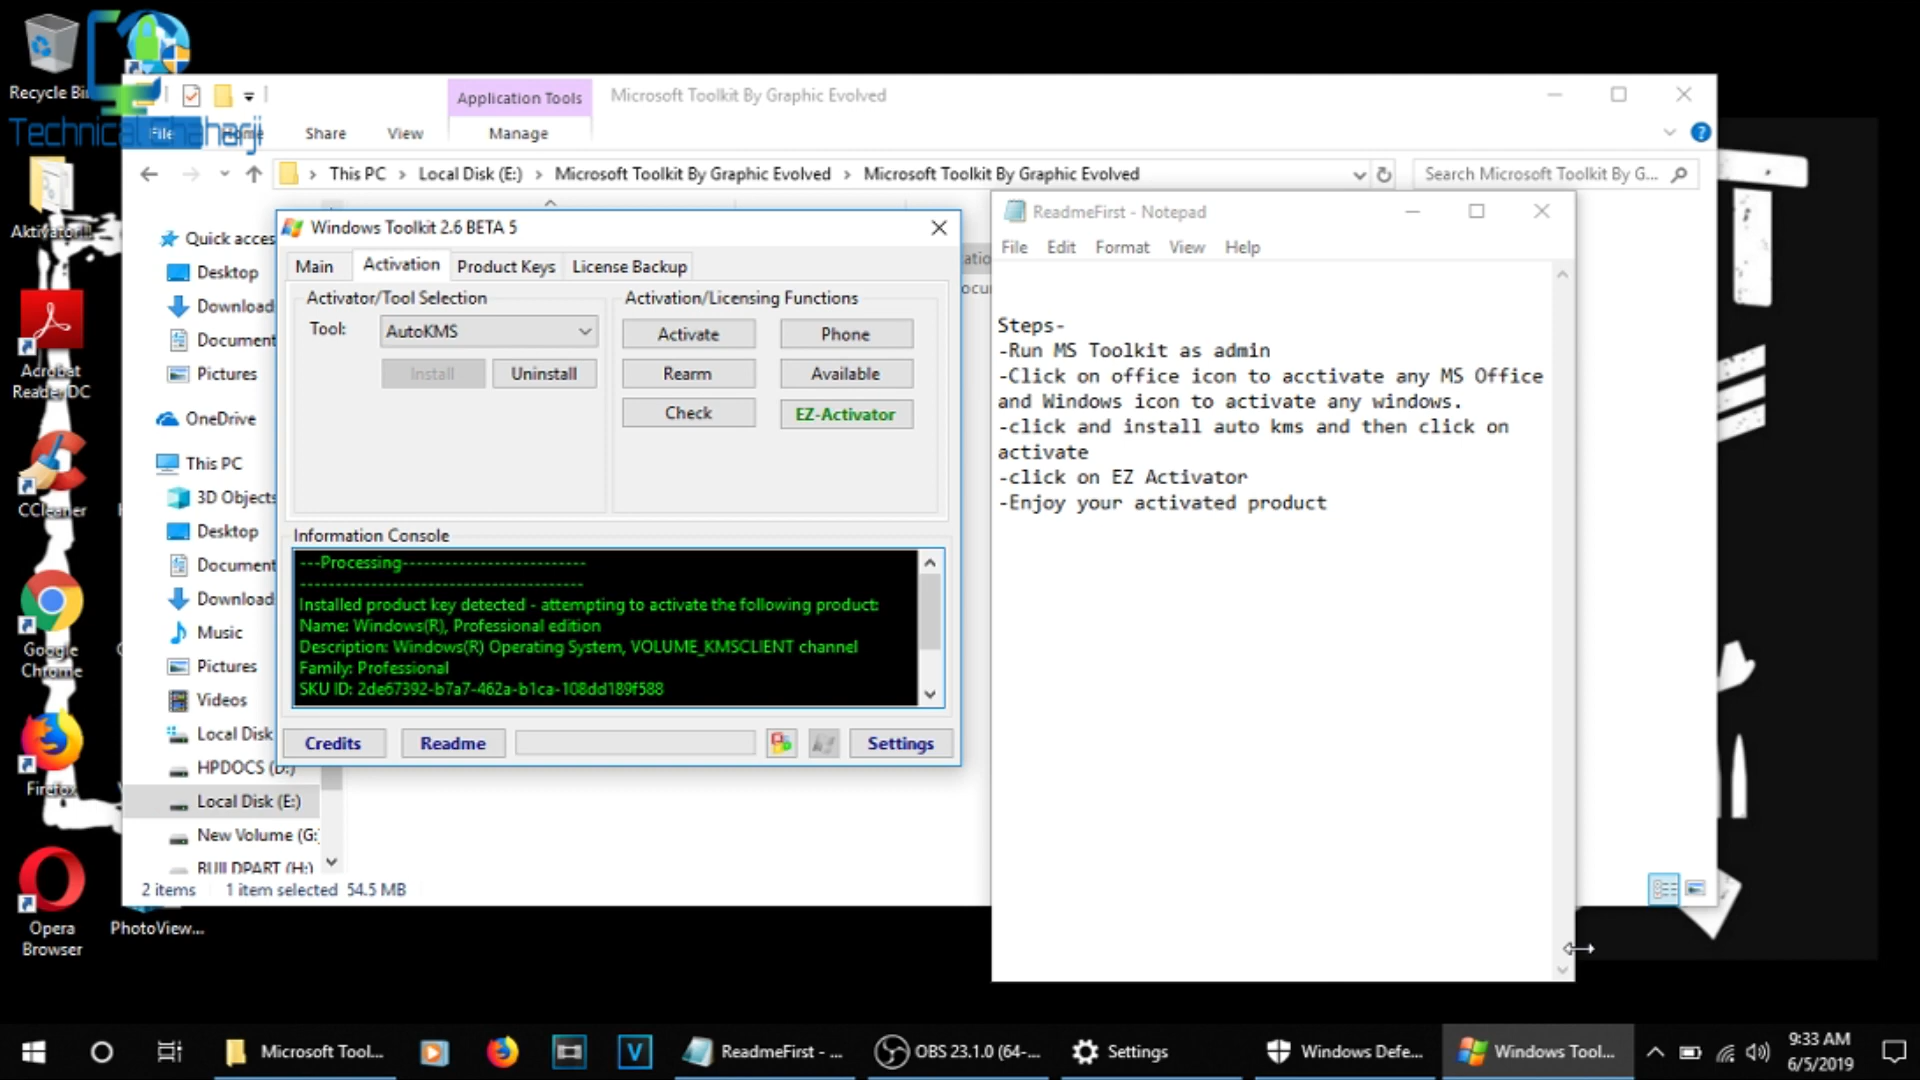 Recycle Bin
Technical Chaharji
Aktivator...
Acrobat
Reader DC
CCleaner
Google
Chrome
Firefox
Opera
Browser
PhotoView...
Application Tools
Microsoft Toolkit By Graphic Evolved
File
Home
Share
View
Manage
This PC
Local Disk (E:)
Microsoft Toolkit By Graphic Evolved
Microsoft Toolkit By Graphic Evolved
Search Microsoft Toolkit By G...
Quick acces
Desktop
Download
Document
Pictures
OneDrive
This PC
3D Objects
Desktop
Document
Download
Music
Pictures
Videos
Local Disk
HPDOCS (D:)
Local Disk (E:)
New Volume (G:
BUILDPART (H:)
2 items
1 item selected 54.5 MB
Windows Toolkit 2.6 BETA 5
Main
Activation
Product Keys
License Backup
Activator/Tool Selection
Tool:
AutoKMS
Install
Uninstall
Activation/Licensing Functions
Activate
Phone
Rearm
Available
Check
EZ-Activator
Information Console
---Processing--------------------------
----------------------------------------
Installed product key detected - attempting to activate the following product:
Name: Windows(R), Professional edition
Description: Windows(R) Operating System, VOLUME_KMSCLIENT channel
Family: Professional
SKU ID: 2de67392-b7a7-462a-b1ca-108dd189f588
Credits
Readme
Settings
ReadmeFirst - Notepad
File
Edit
Format
View
Help
Steps-
-Run MS Toolkit as admin
-Click on office icon to acctivate any MS Office
and Windows icon to activate any windows.
-click and install auto kms and then click on
activate
-click on EZ Activator
-Enjoy your activated product
Microsoft Tool...
ReadmeFirst - ...
OBS 23.1.0 (64-...
Settings
Windows Defe...
Windows Tool...
9:33 AM
6/5/2019